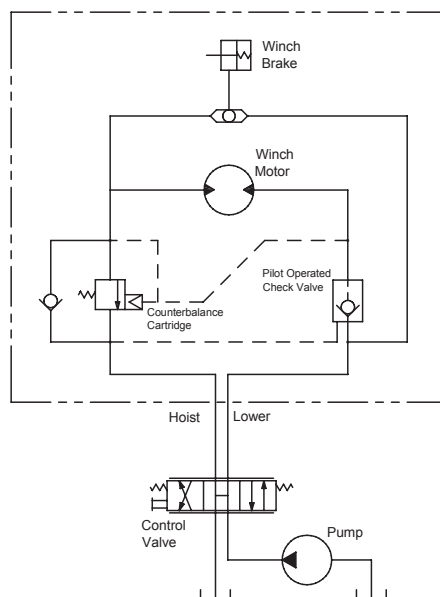 Winch
Brake
Winch
Motor
Pilot Operated
Check Valve
Counterbalance
Cartridge
Hoist
Lower
Control
Valve
Pump